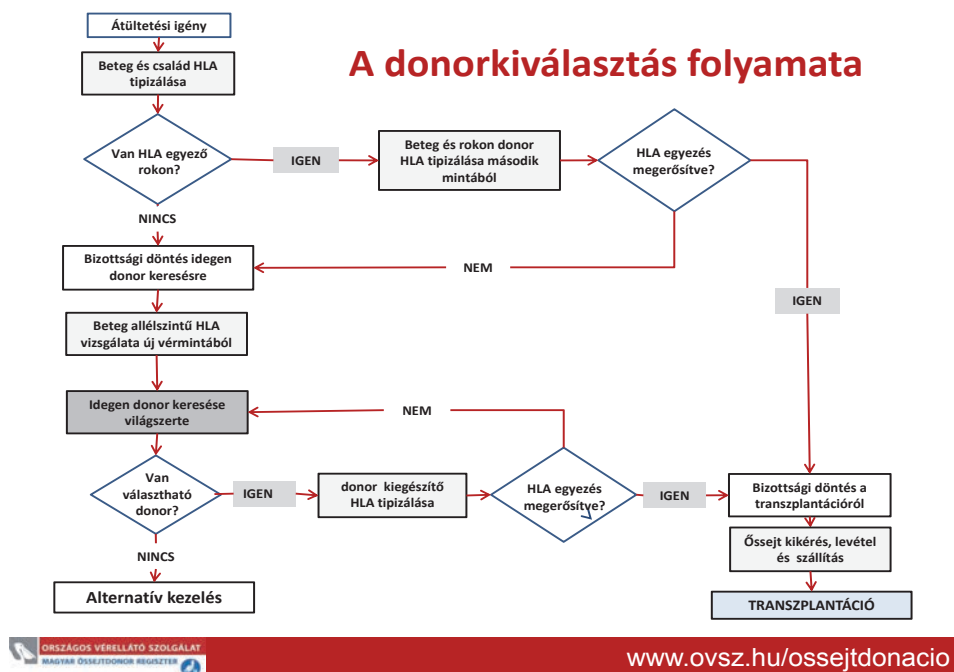 Átültetési igény
A donorkiválasztás folyamata
Beteg és család HLA
tipizálása
Van HLA egyező
rokon?
IGEN
Beteg és rokon donor
HLA tipizálása második
mintából
HLA egyezés
megerősítve?
NINCS
Bizottsági döntés idegen
donor keresésre
NEM
IGEN
Beteg allélszintű HLA
vizsgálata új vérmintából
Idegen donor keresése
világszerte
NEM
Van
választható
donor?
IGEN
donor kiegészítő
HLA tipizálása
HLA egyezés
megerősítve?
IGEN
Bizottsági döntés a
transzplantációról
NINCS
Őssejt kikérés, levétel
és szállítás
Alternatív kezelés
TRANSZPLANTÁCIÓ
ORSZÁGOS VÉRELLÁTÓ SZOLGÁLAT
MAGYAR ŐSSEJTDONOR REGISZTER
www.ovsz.hu/ossejtdonacio